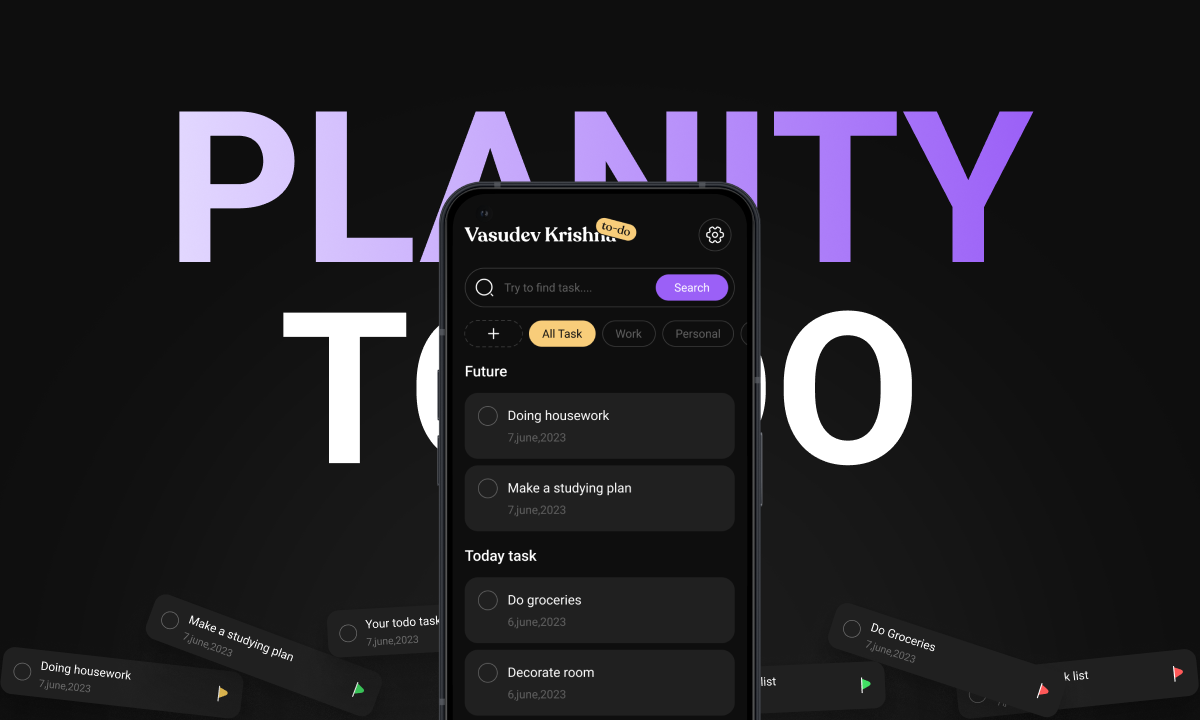 PLANITY
TO DO
Vasudev Krishna
to-do
Try to find task....
Search
+
All Task
Work
Personal
Future
Doing housework
7,june,2023
Make a studying plan
7,june,2023
Today task
Do groceries
6,june,2023
Decorate room
6,june,2023
Make a studying plan
7,june,2023
Your todo task
7,june,2023
Doing housework
7,june,2023
Do Groceries
7,june,2023
list
k list